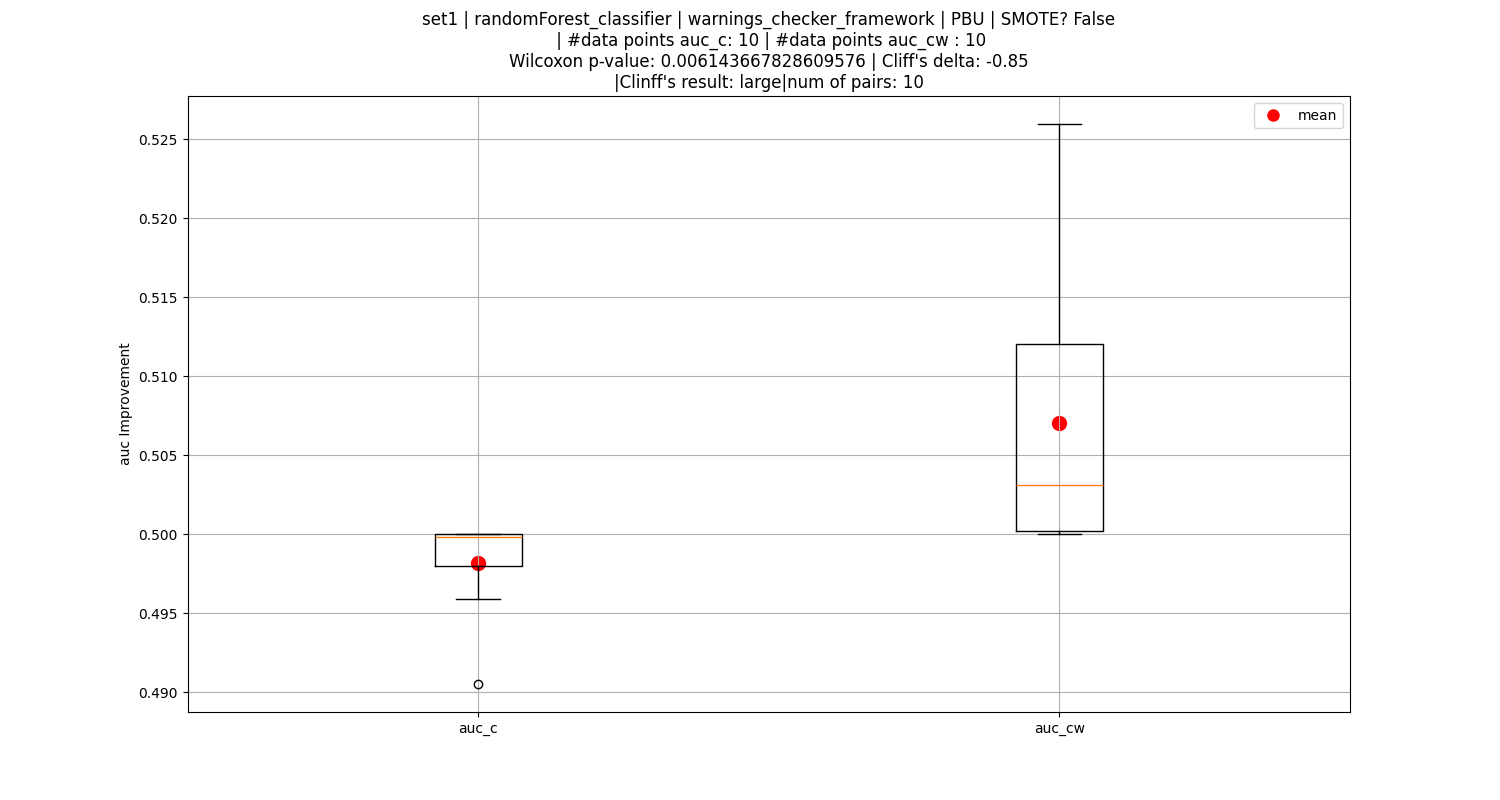 set1 | randomForest_classifier | warnings_checker_framework | PBU | SMOTE? False
| #data points auc_c: 10 | #data points auc_cw : 10
Wilcoxon p-value: 0.006143667828609576 | Cliff's delta: -0.85
|Clinff's result: large|num of pairs: 10
mean
auc Improvement
0.525
0.520
0.515
0.510
0.505
0.500
0.495
0.490
auc_c
auc_cw